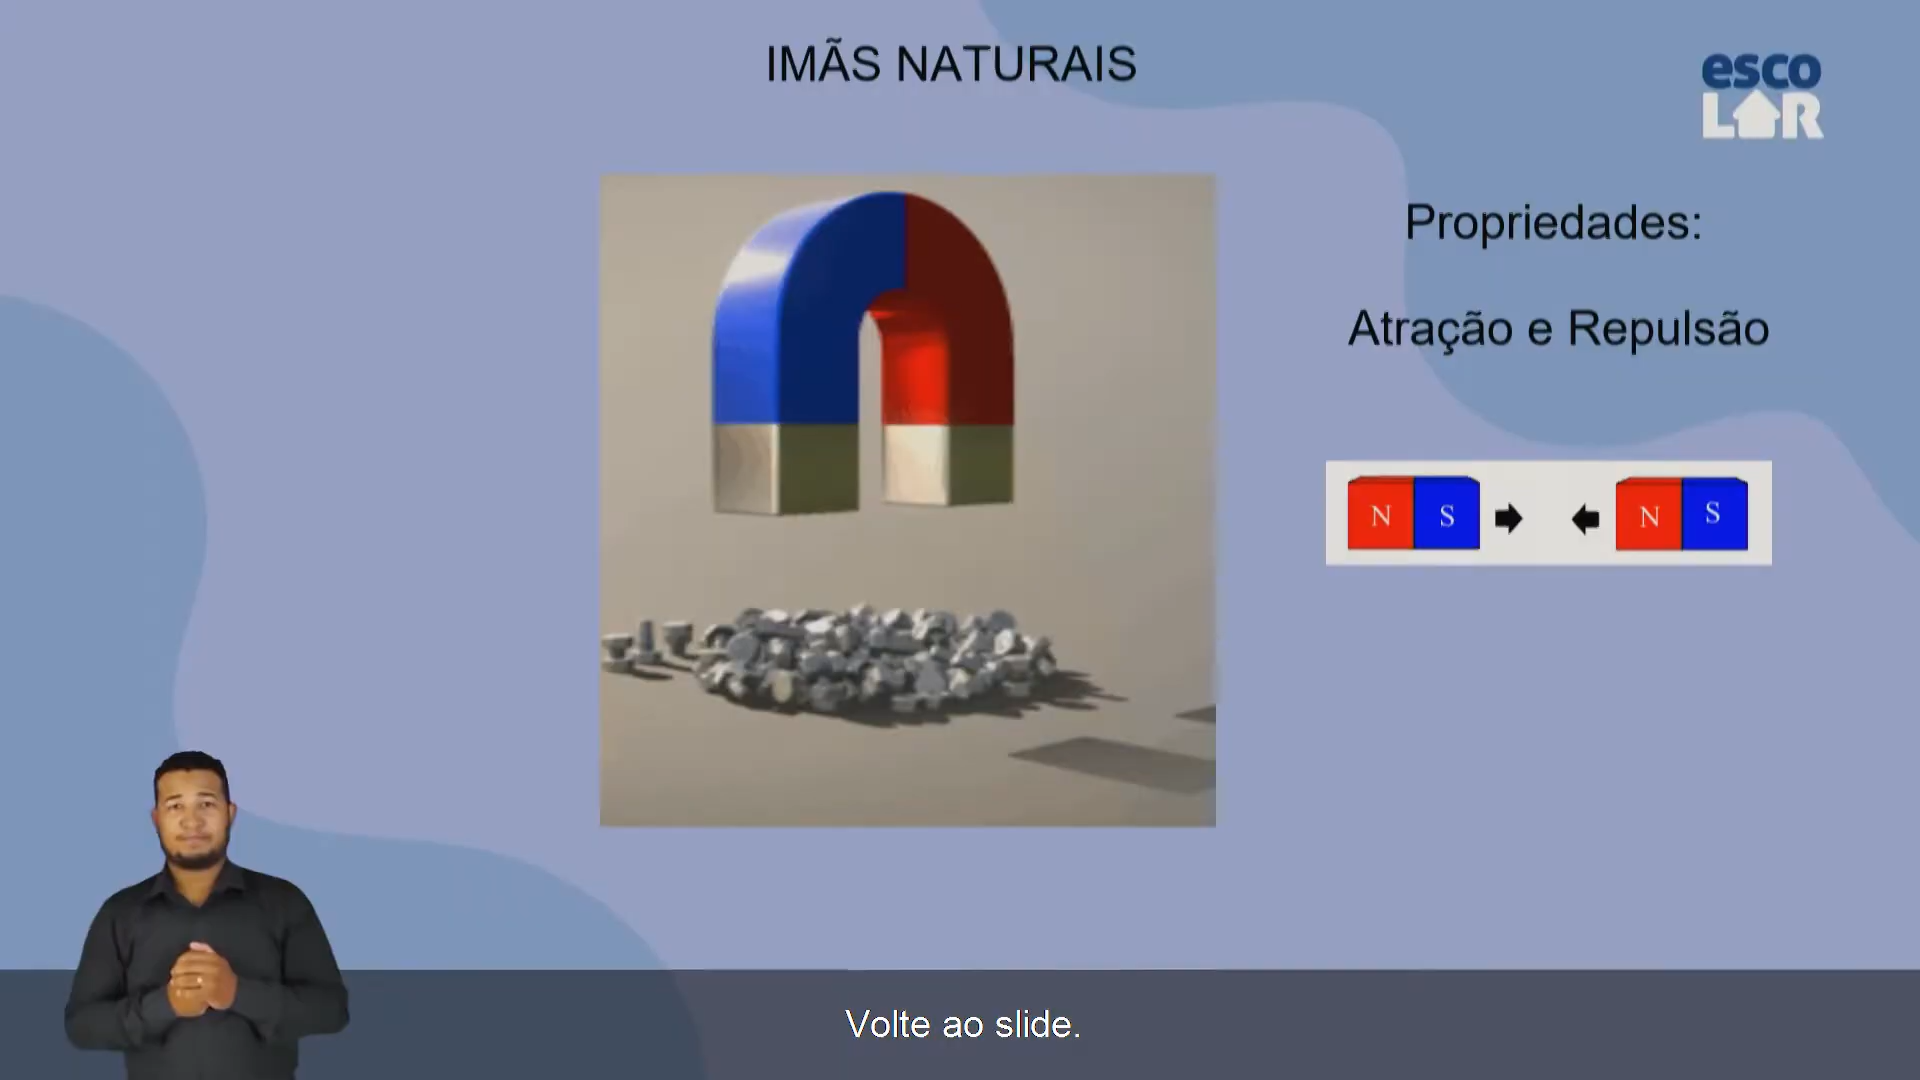 IMÃS NATURAIS
esco
LAR
Propriedades:
Atração e Repulsão
N S N S
Volte ao slide.